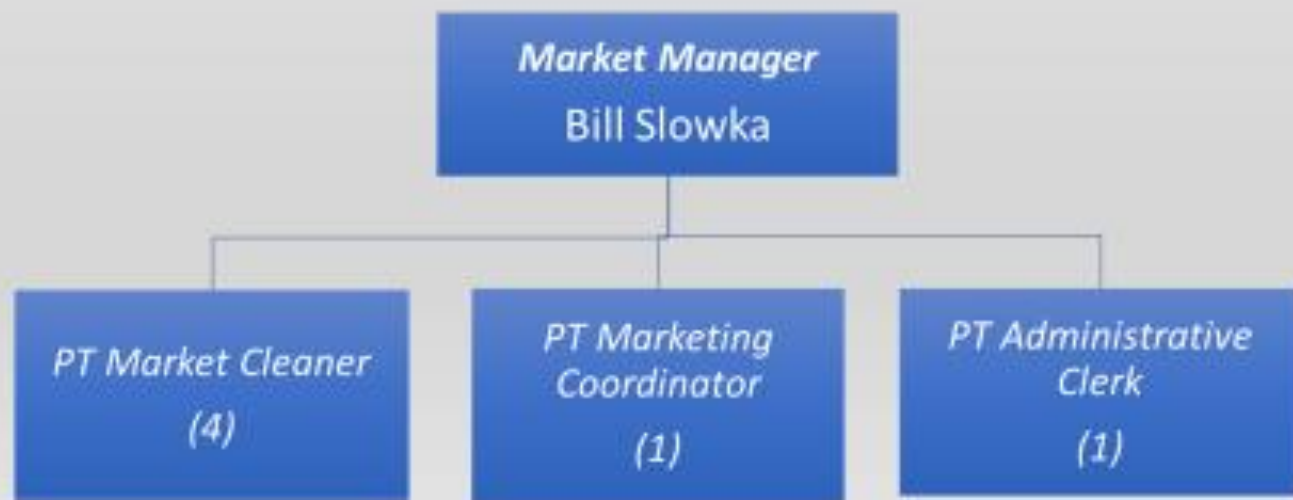 Market Manager
Bill Slowka
PT Market Cleaner
(4)
PT Marketing
Coordinator
(1)
PT Administrative
Clerk
(1)